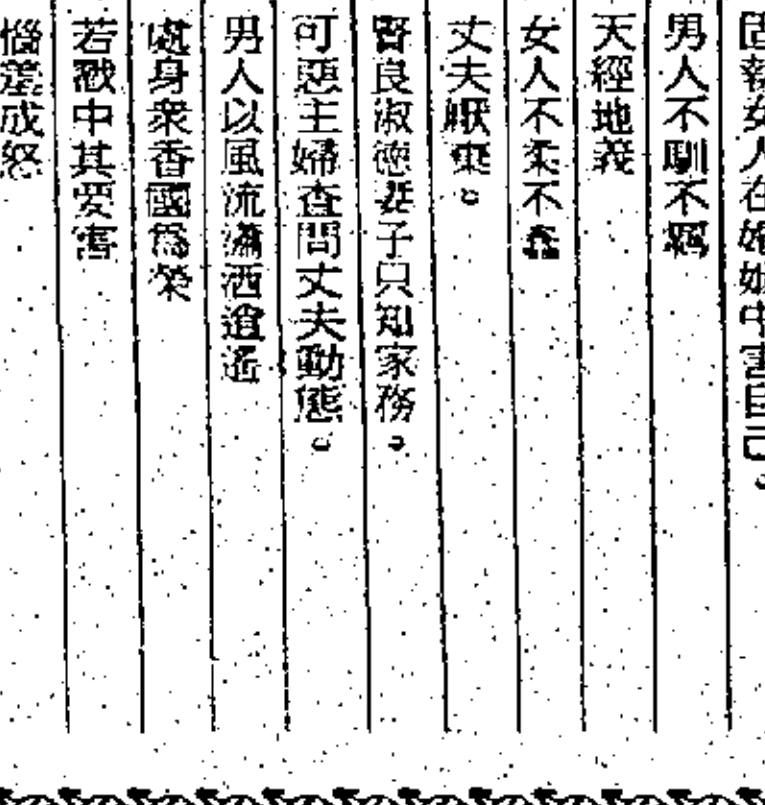 固執女人在婚姻中害自己。
男人不馴不羈
天經地義
女人不柔不
丈夫厭棄。
賢良淑德妻子只知家務。
可惡主婦查問丈夫動態。
男人以風流瀟洒逍遙
處身衆香國為榮
若戳中其要害
惱羞成怒